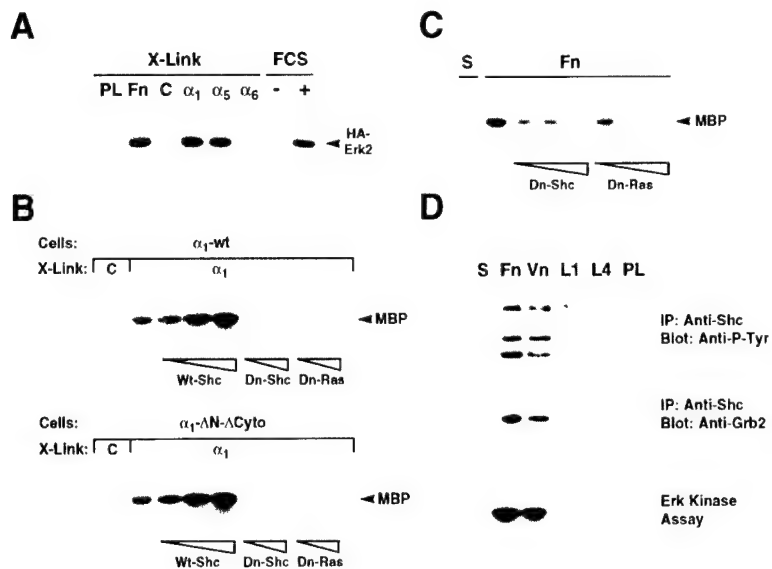 A
X-Link FCS
PL Fn C α1 α5 α6 - +
HA-
Erk2
B
Cells: α1-wt
X-Link: C α1
MBP
Wt-Shc Dn-Shc Dn-Ras
Cells: α1-ΔN-ΔCyto
X-Link: C α1
MBP
Wt-Shc Dn-Shc Dn-Ras
C
S Fn
MBP
Dn-Shc Dn-Ras
D
S Fn Vn L1 L4 PL
IP: Anti-Shc
Blot: Anti-P-Tyr
IP: Anti-Shc
Blot: Anti-Grb2
Erk Kinase
Assay